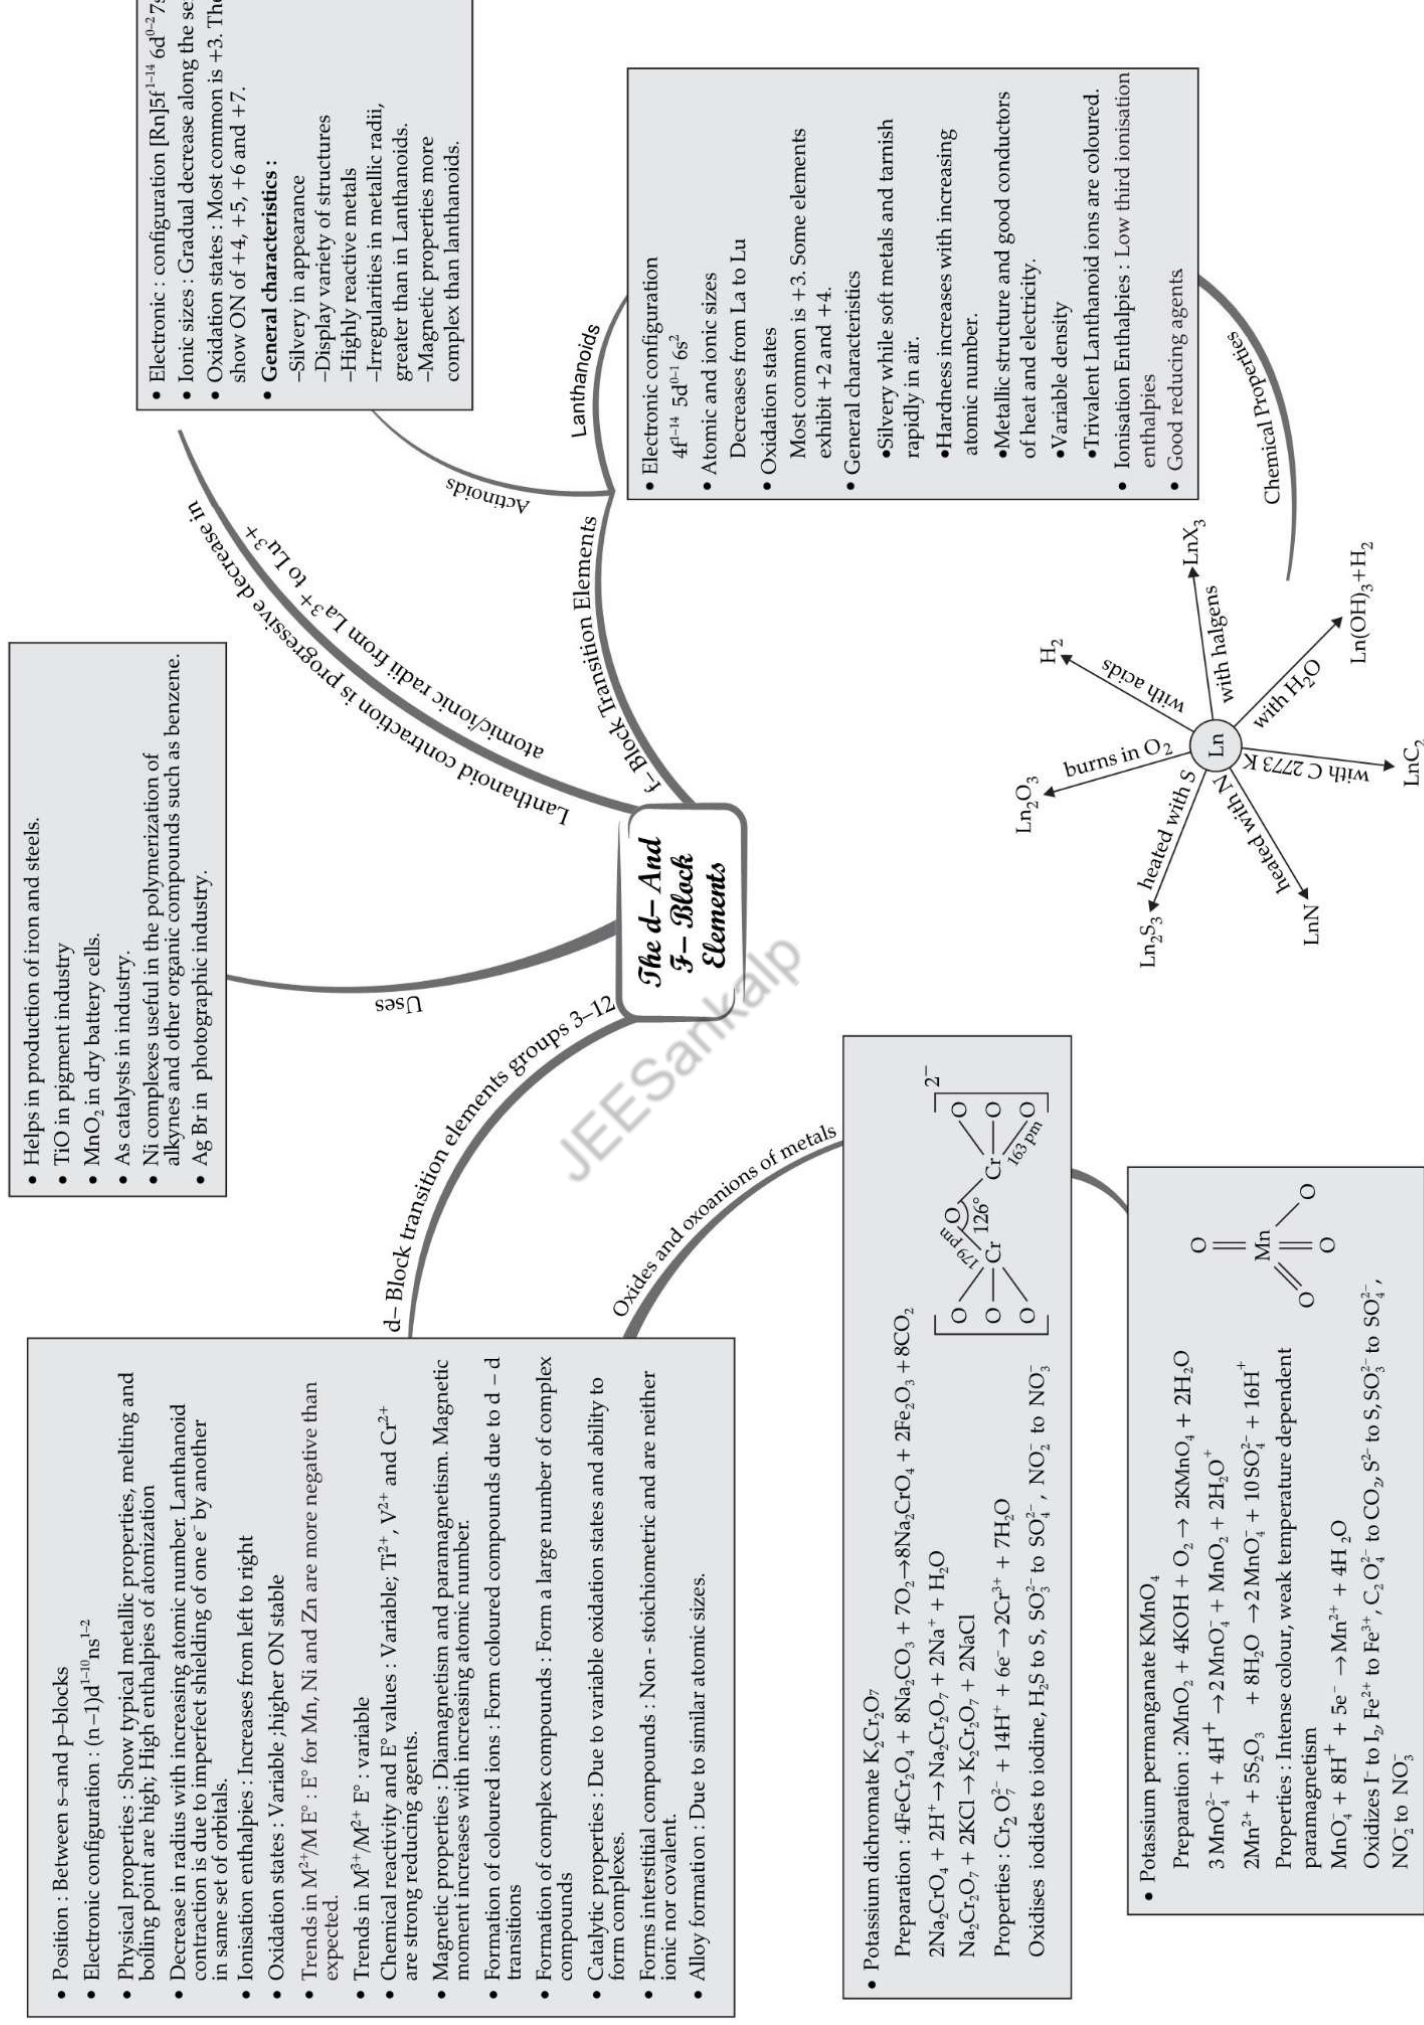 The d– And
F– Block
Elements
d– Block transition elements groups 3–12
• Position : Between s–and p–blocks
• Electronic configuration : (n−1)d¹⁻¹⁰ns¹⁻²
• Physical properties : Show typical metallic properties, melting and
boiling point are high; High enthalpies of atomization
• Decrease in radius with increasing atomic number. Lanthanoid
contraction is due to imperfect shielding of one e⁻ by another
in same set of orbitals.
• Ionisation enthalpies : Increases from left to right
• Oxidation states : Variable ;higher ON stable
• Trends in M²⁺/M E° : E° for Mn, Ni and Zn are more negative than
expected.
• Trends in M³⁺/M²⁺ E° : variable
• Chemical reactivity and E° values : Variable; Ti²⁺, V²⁺ and Cr²⁺
are strong reducing agents.
• Magnetic properties : Diamagnetism and paramagnetism. Magnetic
moment increases with increasing atomic number.
• Formation of coloured ions : Form coloured compounds due to d – d
transitions
• Formation of complex compounds : Form a large number of complex
compounds
• Catalytic properties : Due to variable oxidation states and ability to
form complexes.
• Forms interstitial compounds : Non - stoichiometric and are neither
ionic nor covalent.
• Alloy formation : Due to similar atomic sizes.
Oxides and oxoanions of metals
• Potassium dichromate K₂Cr₂O₇
Preparation : 4FeCr₂O₄ + 8Na₂CO₃ + 7O₂→8Na₂CrO₄ + 2Fe₂O₃ + 8CO₂
2Na₂CrO₄ + 2H⁺→Na₂Cr₂O₇ + 2Na⁺ + H₂O
Na₂Cr₂O₇ + 2KCl →K₂Cr₂O₇ + 2NaCl
Properties : Cr₂O₇²⁻ + 14H⁺ + 6e⁻→2Cr³⁺ + 7H₂O
Oxidises iodides to iodine, H₂S to S, SO₃²⁻ to SO₄⁻, NO₂⁻ to NO₃⁻
O O O Cr 179 pm O 126° Cr 163 pm O O O 2−
• Potassium permanganate KMnO₄
Preparation : 2MnO₂ + 4KOH + O₂→ 2KMnO₄ + 2H₂O
3 MnO₄²⁻ + 4H⁺ →2 MnO₄⁻ + MnO₂ + 2H₂O⁺
2Mn²⁺ + 5S₂O₃ + 8H₂O →2 MnO₄⁻ + 10SO₄²⁻ + 16H⁺
Properties : Intense colour, weak temperature dependent
paramagnetism
MnO₄⁻ + 8H⁺ + 5e⁻ →Mn²⁺ + 4H₂O
Oxidizes I⁻ to I₂, Fe²⁺ to Fe³⁺, C₂O₄²⁻ to CO₂, S²⁻ to S, SO₃²⁻ to SO₄²⁻,
NO₂⁻ to NO₃⁻
O Mn O O O
Uses
• Helps in production of iron and steels.
• TiO in pigment industry
• MnO₂ in dry battery cells.
• As catalysts in industry.
• Ni complexes useful in the polymerization of
alkynes and other organic compounds such as benzene.
• Ag Br in photographic industry.
Lanthanoid contraction is progressive decrease in
atomic/ionic radii from La³⁺ to Lu³⁺
f– Block Transition Elements
Actinoids
• Electronic : configuration [Rn]5f¹⁻¹⁴ 6d⁰⁻² 7s
• Ionic sizes : Gradual decrease along the se
• Oxidation states : Most common is +3. The
show ON of +4, +5, +6 and +7.
• General characteristics :
–Silvery in appearance
–Display variety of structures
–Highly reactive metals
–Irregularities in metallic radii,
greater than in Lanthanoids.
–Magnetic properties more
complex than lanthanoids.
Lanthanoids
• Electronic configuration
4f¹⁻¹⁴ 5d⁰⁻¹ 6s²
• Atomic and ionic sizes
Decreases from La to Lu
• Oxidation states
Most common is +3. Some elements
exhibit +2 and +4.
• General characteristics
•Silvery while soft metals and tarnish
rapidly in air.
•Hardness increases with increasing
atomic number.
•Metallic structure and good conductors
of heat and electricity.
•Variable density
•Trivalent Lanthanoid ions are coloured.
• Ionisation Enthalpies : Low third ionisation
enthalpies
• Good reducing agents
Chemical Properties
Ln
with acids H₂
with halgens LnX₃
with H₂O Ln(OH)₃+H₂
with C 2773 K LnC₂
heated with N LnN
heated with S Ln₂S₃
burns in O₂ Ln₂O₃
JEESankalp